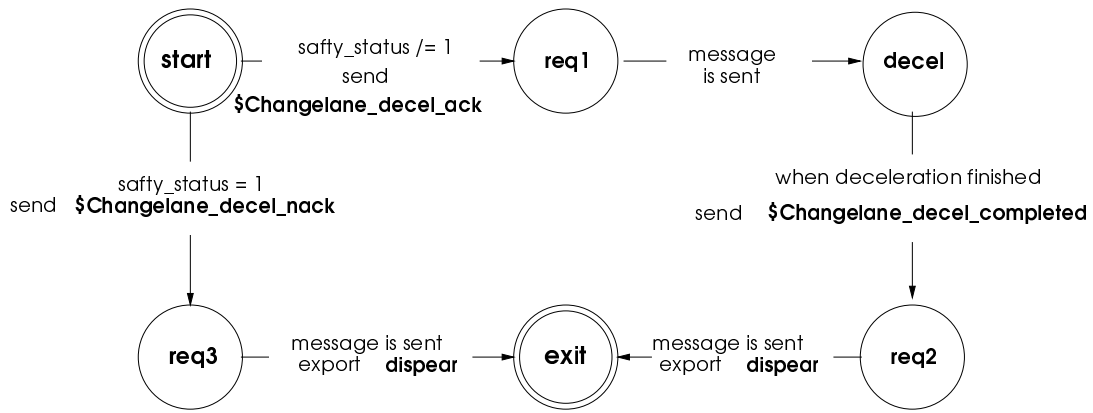 start
safty_status /= 1
send
$Changelane_decel_ack
req1
message
is sent
decel
safty_status = 1
send $Changelane_decel_nack
when deceleration finished
send $Changelane_decel_completed
req3
message is sent
export dispear
exit
message is sent
export dispear
req2